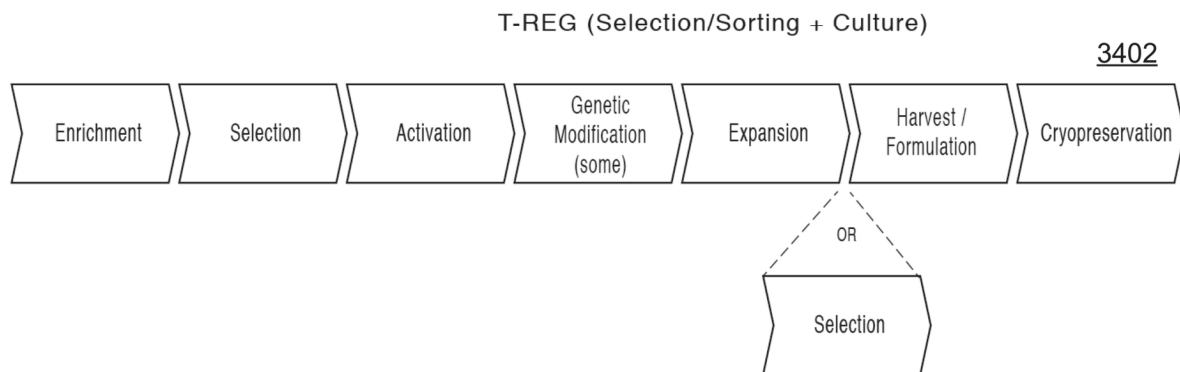 T-REG (Selection/Sorting + Culture)
3402
Enrichment
Selection
Activation
Genetic
Modification
(some)
Expansion
Harvest /
Formulation
Cryopreservation
OR
Selection